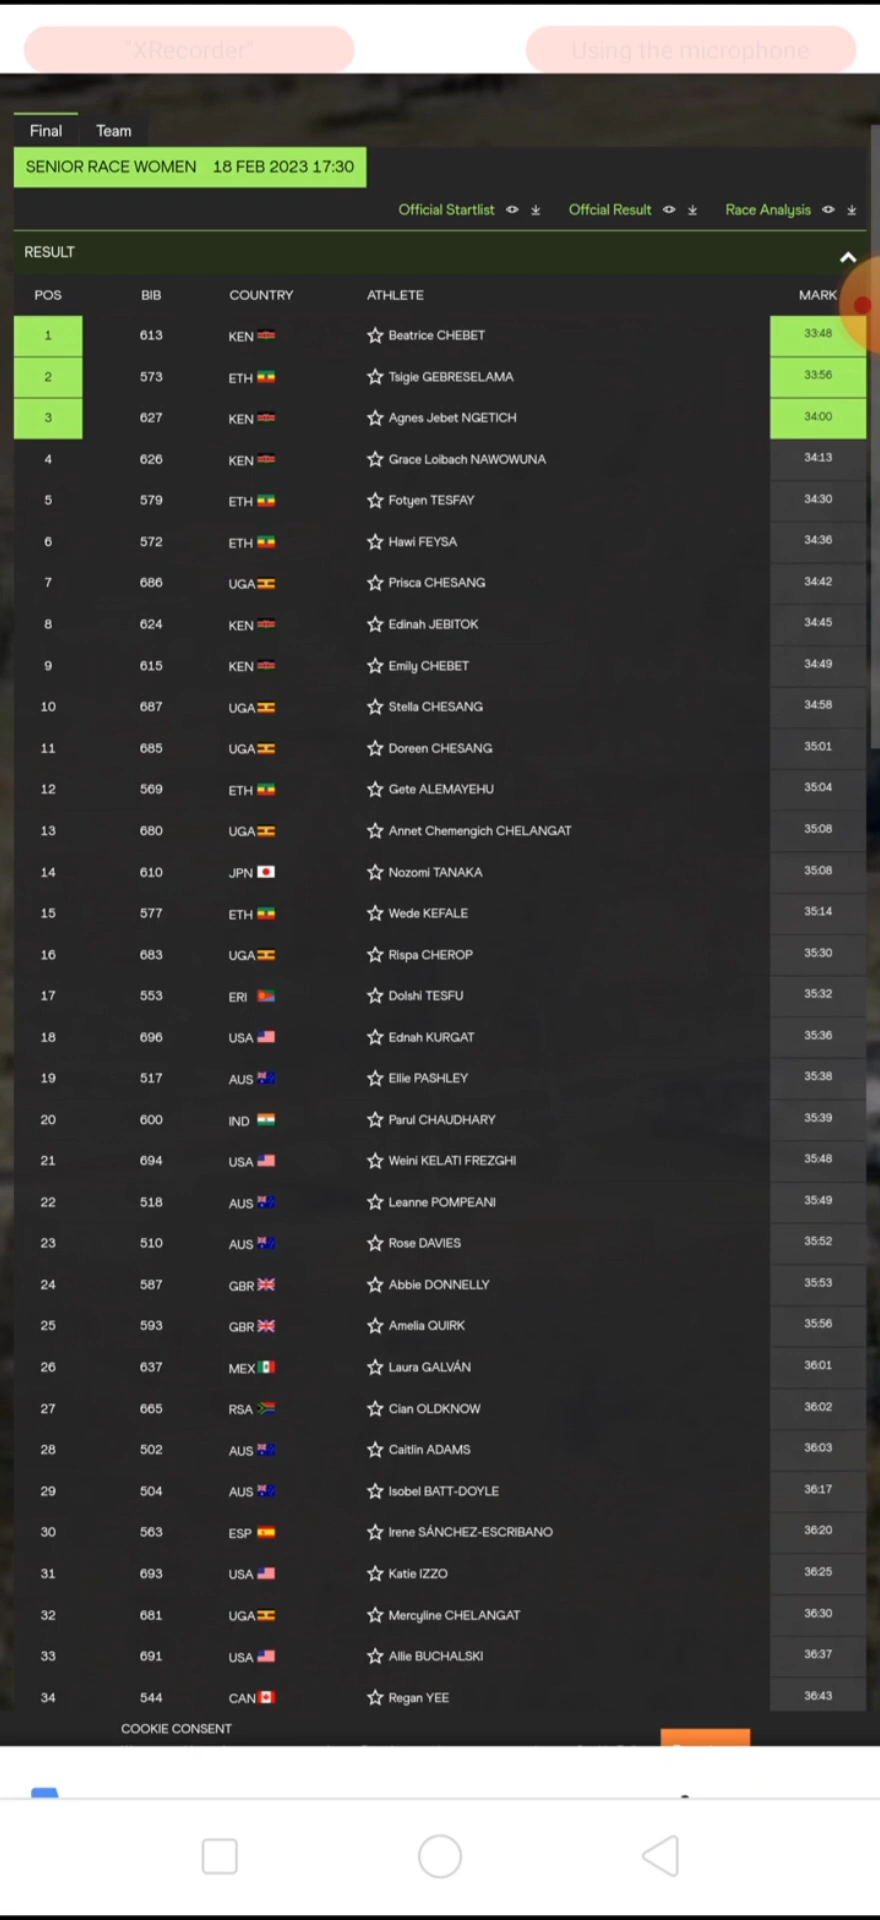 "XRecorder" Using the microphone
Final Team
SENIOR RACE WOMEN 18 FEB 2023 17:30
Official Startlist Offcial Result Race Analysis
RESULT
POS BIB COUNTRY ATHLETE MARK
1 613 KEN Beatrice CHEBET 33:48
2 573 ETH Tsigie GEBRESELAMA 33:56
3 627 KEN Agnes Jebet NGETICH 34:00
4 626 KEN Grace Loibach NAWOWUNA 34:13
5 579 ETH Fotyen TESFAY 34:30
6 572 ETH Hawi FEYSA 34:36
7 686 UGA Prisca CHESANG 34:42
8 624 KEN Edinah JEBITOK 34:45
9 615 KEN Emily CHEBET 34:49
10 687 UGA Stella CHESANG 34:58
11 685 UGA Doreen CHESANG 35:01
12 569 ETH Gete ALEMAYEHU 35:04
13 680 UGA Annet Chemengich CHELANGAT 35:08
14 610 JPN Nozomi TANAKA 35:08
15 577 ETH Wede KEFALE 35:14
16 683 UGA Rispa CHEROP 35:30
17 553 ERI Dolshi TESFU 35:32
18 696 USA Ednah KURGAT 35:36
19 517 AUS Ellie PASHLEY 35:38
20 600 IND Parul CHAUDHARY 35:39
21 694 USA Weini KELATI FREZGHI 35:48
22 518 AUS Leanne POMPEANI 35:49
23 510 AUS Rose DAVIES 35:52
24 587 GBR Abbie DONNELLY 35:53
25 593 GBR Amelia QUIRK 35:56
26 637 MEX Laura GALVÁN 36:01
27 665 RSA Cian OLDKNOW 36:02
28 502 AUS Caitlin ADAMS 36:03
29 504 AUS Isobel BATT-DOYLE 36:17
30 563 ESP Irene SÁNCHEZ-ESCRIBANO 36:20
31 693 USA Katie IZZO 36:25
32 681 UGA Mercyline CHELANGAT 36:30
33 691 USA Allie BUCHALSKI 36:37
34 544 CAN Regan YEE 36:43
COOKIE CONSENT